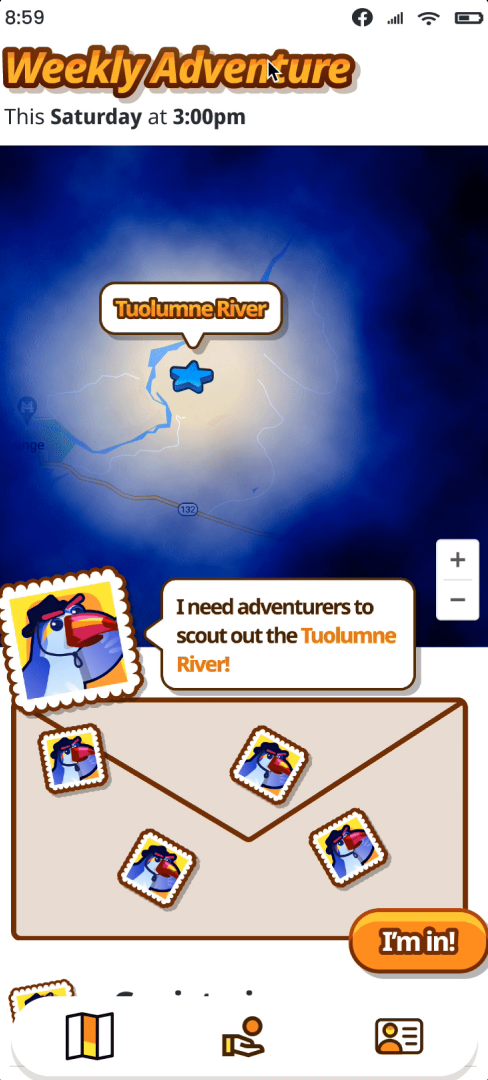 8:59
Weekly Adventure
This Saturday at 3:00pm
Tuolumne River
nge
132
+
−
I need adventurers to
scout out the Tuolumne
River!
I'm in!